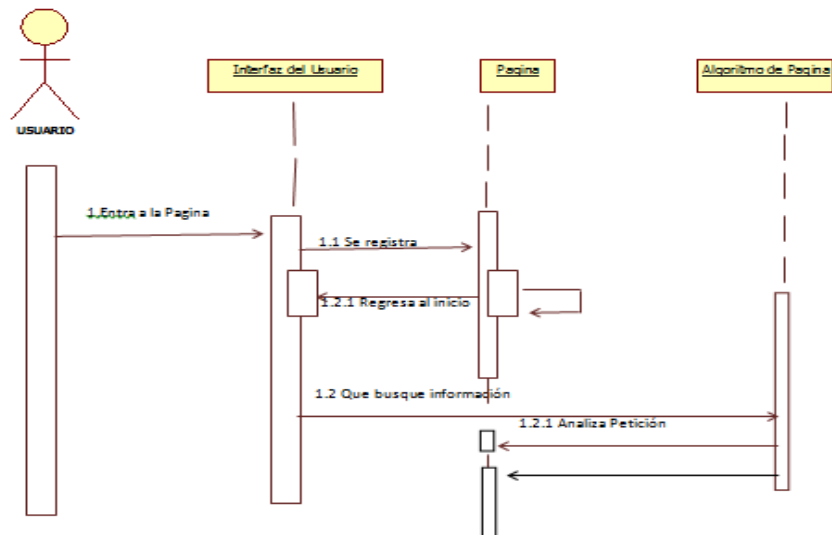 Interfaz del Usuario
Pagina
Algoritmo de Pagina
USUARIO
1.Entra a la Pagina
1.1 Se registra
1.2.1 Regresa al inicio
1.2 Que busque información
1.2.1 Analiza Petición